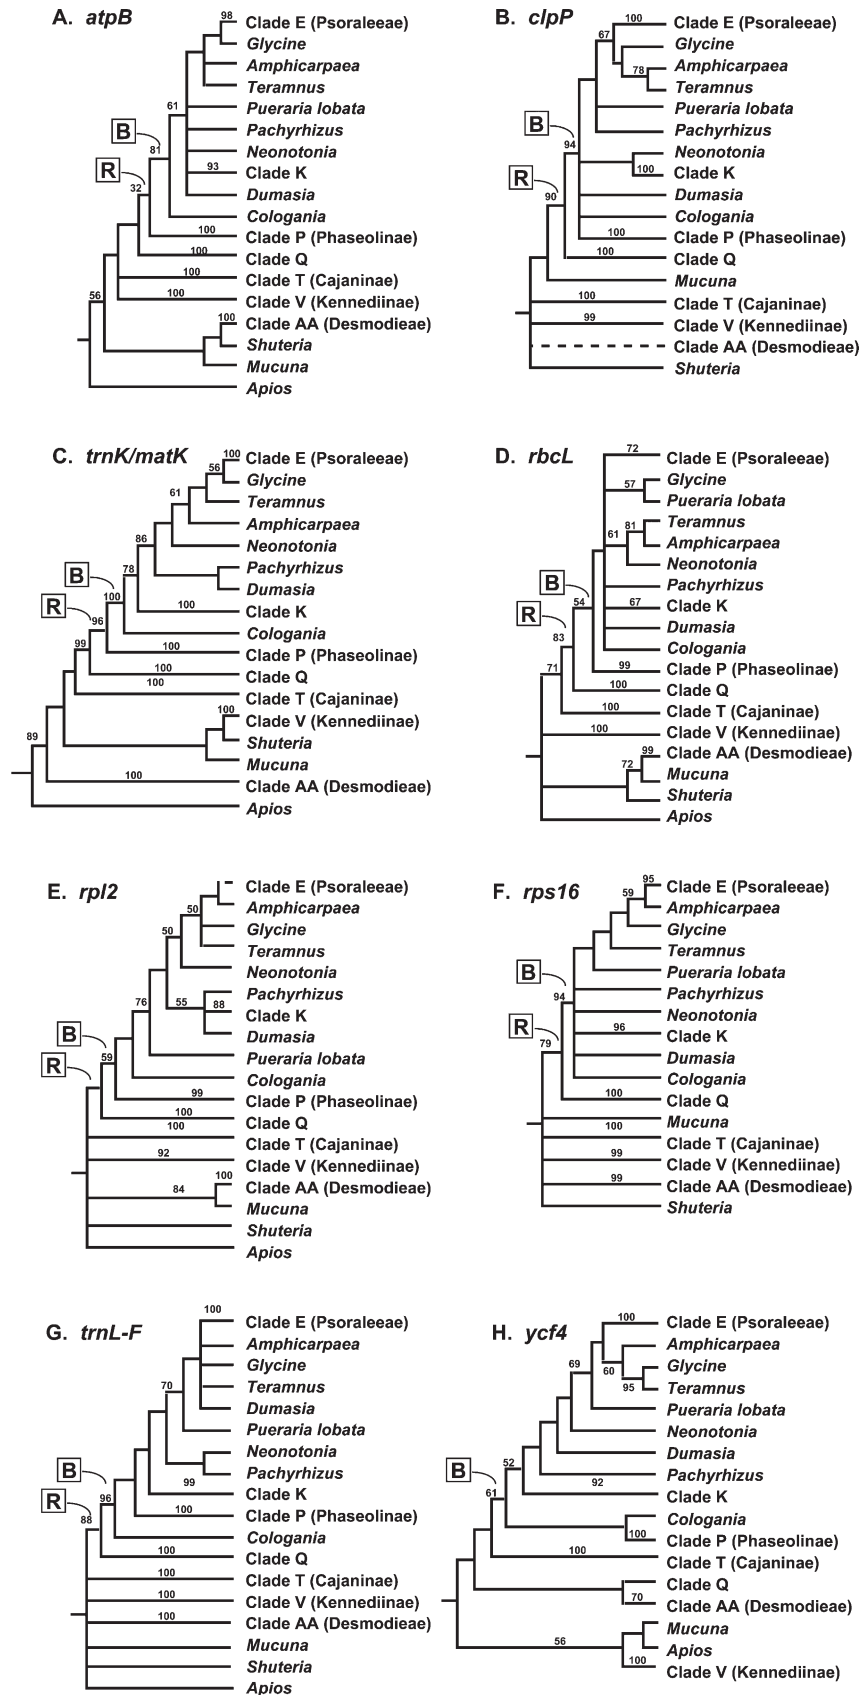 A. atpB
98
Clade E (Psoraleeae)
Glycine
Amphicarpaea
Teramnus
61
Pueraria lobata
B
Pachyrhizus
81
Neonotonia
R
93
Clade K
32
Dumasia
Cologania
100
Clade P (Phaseolinae)
100
Clade Q
100
Clade T (Cajaninae)
56
100
Clade V (Kennediinae)
100
Clade AA (Desmodieae)
Shuteria
Mucuna
Apios
B. clpP
100
Clade E (Psoraleeae)
67
Glycine
Amphicarpaea
78
Teramnus
Pueraria lobata
B
Pachyrhizus
94
Neonotonia
R
100
Clade K
90
Dumasia
Cologania
100
Clade P (Phaseolinae)
100
Clade Q
Mucuna
100
Clade T (Cajaninae)
99
Clade V (Kennediinae)
Clade AA (Desmodieae)
Shuteria
C. trnK/matK
100
Clade E (Psoraleeae)
56
Glycine
61
Teramnus
Amphicarpaea
86
Neonotonia
B
78
Pachyrhizus
Dumasia
R
100
100
Clade K
96
Cologania
99
100
Clade P (Phaseolinae)
100
Clade Q
100
Clade T (Cajaninae)
100
Clade V (Kennediinae)
89
Shuteria
Mucuna
100
Clade AA (Desmodieae)
Apios
D. rbcL
72
Clade E (Psoraleeae)
57
Glycine
Pueraria lobata
61
81
Teramnus
Amphicarpaea
Neonotonia
B
Pachyrhizus
54
67
Clade K
R
Dumasia
83
Cologania
71
99
Clade P (Phaseolinae)
100
Clade Q
100
Clade T (Cajaninae)
100
Clade V (Kennediinae)
99
Clade AA (Desmodieae)
72
Mucuna
Shuteria
Apios
E. rpl2
Clade E (Psoraleeae)
50
Amphicarpaea
50
Glycine
Teramnus
Neonotonia
76
55
Pachyrhizus
88
Clade K
B
Dumasia
59
Pueraria lobata
R
Cologania
99
Clade P (Phaseolinae)
100
Clade Q
100
Clade T (Cajaninae)
92
Clade V (Kennediinae)
100
84
Clade AA (Desmodieae)
Mucuna
Shuteria
Apios
F. rps16
95
Clade E (Psoraleeae)
59
Amphicarpaea
Glycine
Teramnus
B
Pueraria lobata
94
Pachyrhizus
R
Neonotonia
96
Clade K
79
Dumasia
Cologania
100
Clade Q
Mucuna
100
Clade T (Cajaninae)
99
Clade V (Kennediinae)
99
Clade AA (Desmodieae)
Shuteria
G. trnL-F
100
Clade E (Psoraleeae)
Amphicarpaea
Glycine
70
Teramnus
Dumasia
Pueraria lobata
B
Neonotonia
Pachyrhizus
R
96
99
Clade K
88
100
Clade P (Phaseolinae)
Cologania
100
Clade Q
100
Clade T (Cajaninae)
100
Clade V (Kennediinae)
100
Clade AA (Desmodieae)
Mucuna
Shuteria
Apios
H. ycf4
100
Clade E (Psoraleeae)
Amphicarpaea
69
60
Glycine
95
Teramnus
Pueraria lobata
Neonotonia
Dumasia
B
52
Pachyrhizus
61
92
Clade K
Cologania
100
Clade P (Phaseolinae)
100
Clade T (Cajaninae)
Clade Q
70
Clade AA (Desmodieae)
Mucuna
56
Apios
100
Clade V (Kennediinae)